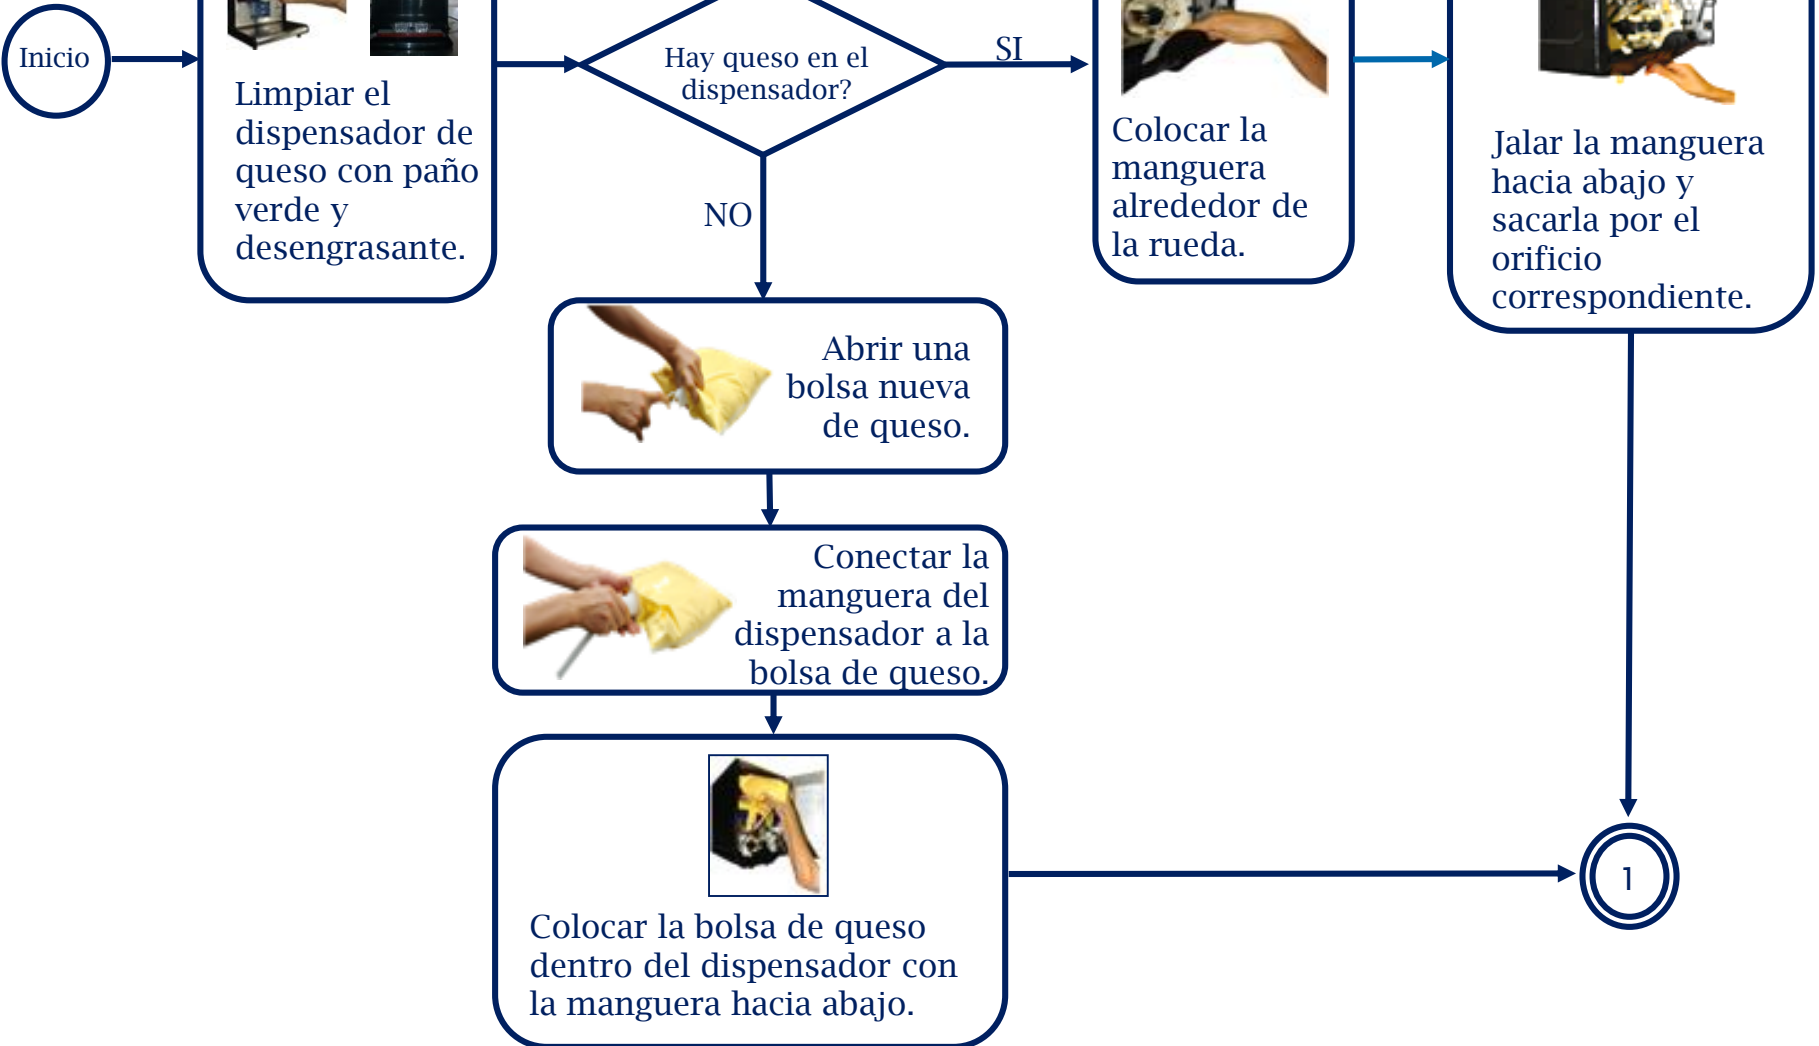 Inicio
Limpiar el
dispensador de
queso con paño
verde y
desengrasante.
Hay queso en el
dispensador?
SI
NO
Colocar la
manguera
alrededor de
la rueda.
Jalar la manguera
hacia abajo y
sacarla por el
orificio
correspondiente.
Abrir una
bolsa nueva
de queso.
Conectar la
manguera del
dispensador a la
bolsa de queso.
Colocar la bolsa de queso
dentro del dispensador con
la manguera hacia abajo.
1